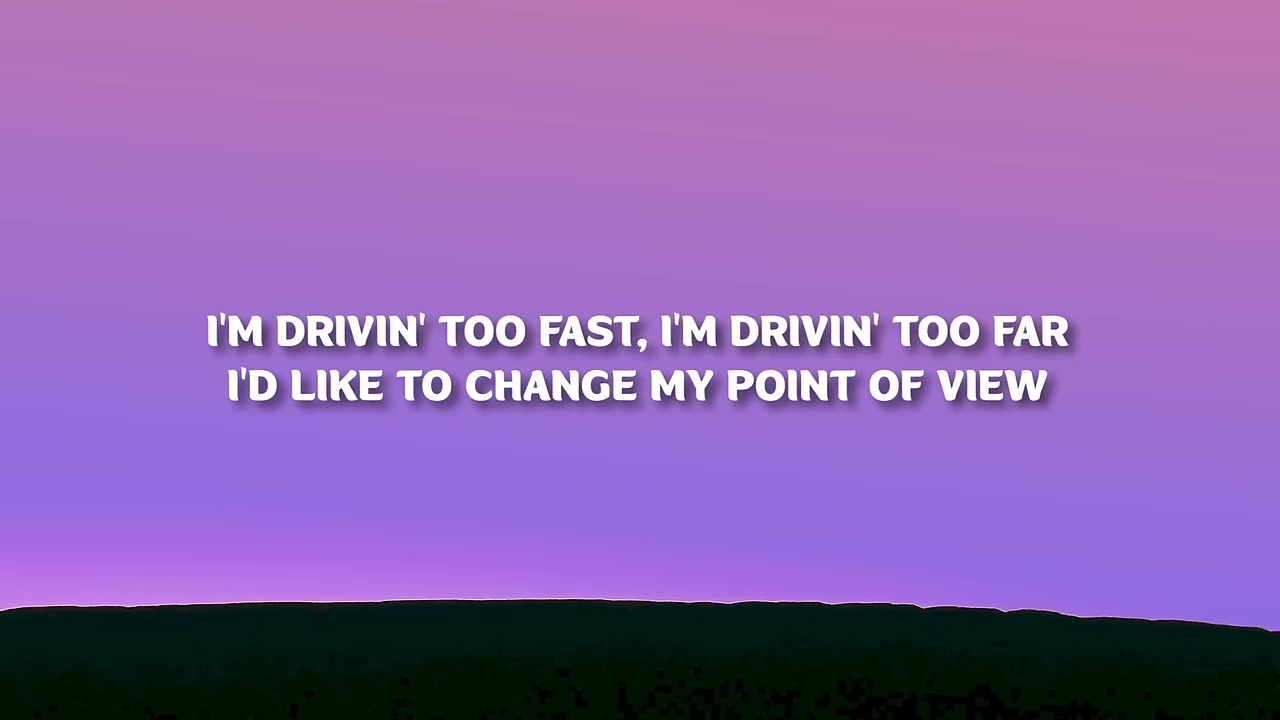 I'M DRIVIN' TOO FAST, I'M DRIVIN' TOO FAR
I'D LIKE TO CHANGE MY POINT OF VIEW